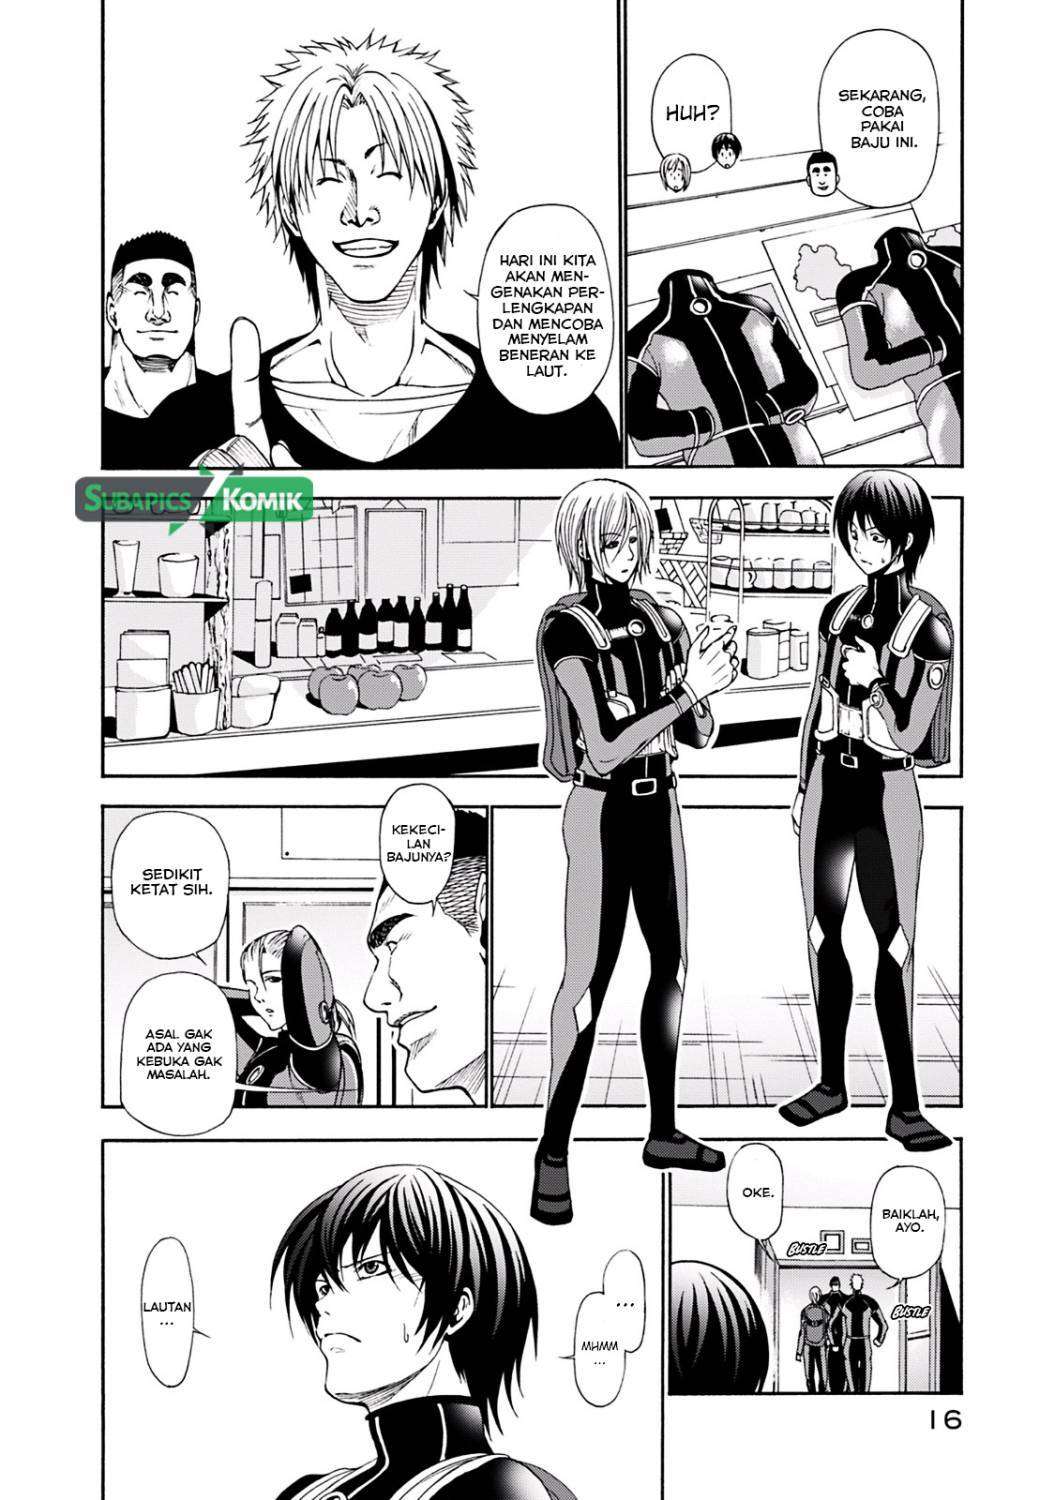 SEKARANG,
COBA
PAKAI
BAJU INI.
HUH?
HARI INI KITA
AKAN MEN-
GENAKAN PER-
LENGKAPAN
DAN MENCOBA
MENYELAM
BENERAN KE
LAUT.
SUBAPICS KOMIK
KEKECI-
LAN
BAJUNYA?
SEDIKIT
KETAT SIH.
ASAL GAK
ADA YANG
KEBUKA GAK
MASALAH.
BAIKLAH,
AYO.
OKE.
BUSTLE
BUSTLE
...
MHMM
...
LAUTAN
...
16